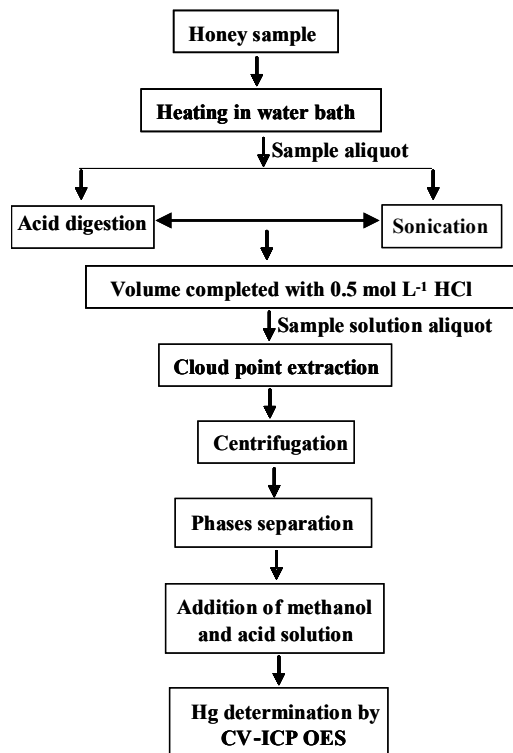 Honey sample
Heating in water bath
Sample aliquot
Acid digestion
Sonication
Volume completed with 0.5 mol L⁻¹ HCl
Sample solution aliquot
Cloud point extraction
Centrifugation
Phases separation
Addition of methanol
and acid solution
Hg determination by
CV-ICP OES